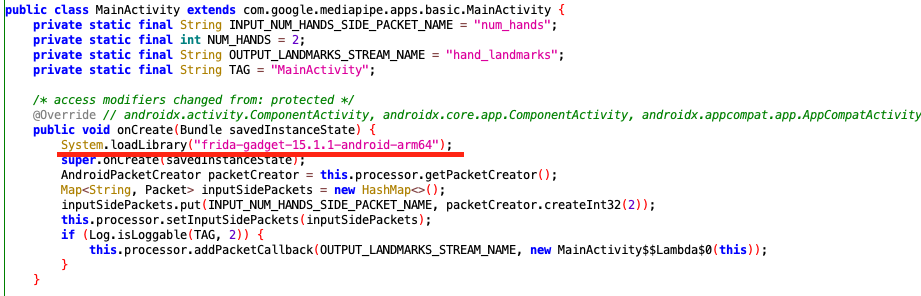 public class MainActivity extends com.google.mediapipe.apps.basic.MainActivity {
    private static final String INPUT_NUM_HANDS_SIDE_PACKET_NAME = "num_hands";
    private static final int NUM_HANDS = 2;
    private static final String OUTPUT_LANDMARKS_STREAM_NAME = "hand_landmarks";
    private static final String TAG = "MainActivity";

    /* access modifiers changed from: protected */
    @Override // androidx.activity.ComponentActivity, androidx.core.app.ComponentActivity, androidx.appcompat.app.AppCompatActivity
    public void onCreate(Bundle savedInstanceState) {
        System.loadLibrary("frida-gadget-15.1.1-android-arm64");
        super.onCreate(savedInstanceState);
        AndroidPacketCreator packetCreator = this.processor.getPacketCreator();
        Map<String, Packet> inputSidePackets = new HashMap<>();
        inputSidePackets.put(INPUT_NUM_HANDS_SIDE_PACKET_NAME, packetCreator.createInt32(2));
        this.processor.setInputSidePackets(inputSidePackets);
        if (Log.isLoggable(TAG, 2)) {
            this.processor.addPacketCallback(OUTPUT_LANDMARKS_STREAM_NAME, new MainActivity$$Lambda$0(this));
        }
    }